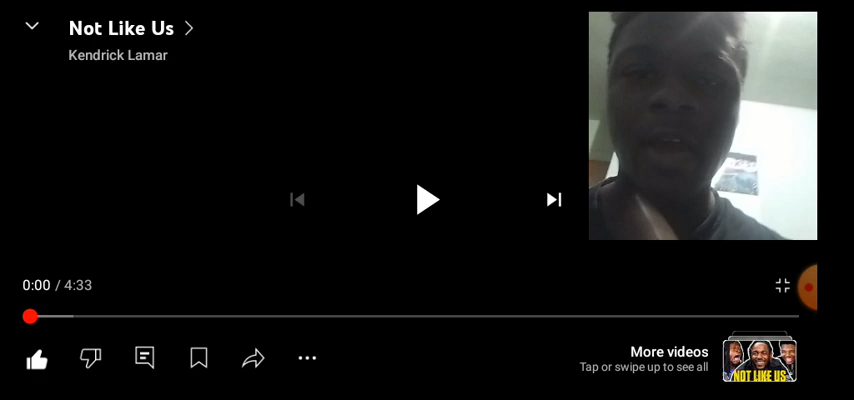 Not Like Us
Kendrick Lamar
0:00 / 4:33
More videos
Tap or swipe up to see all
NOT LIKE US